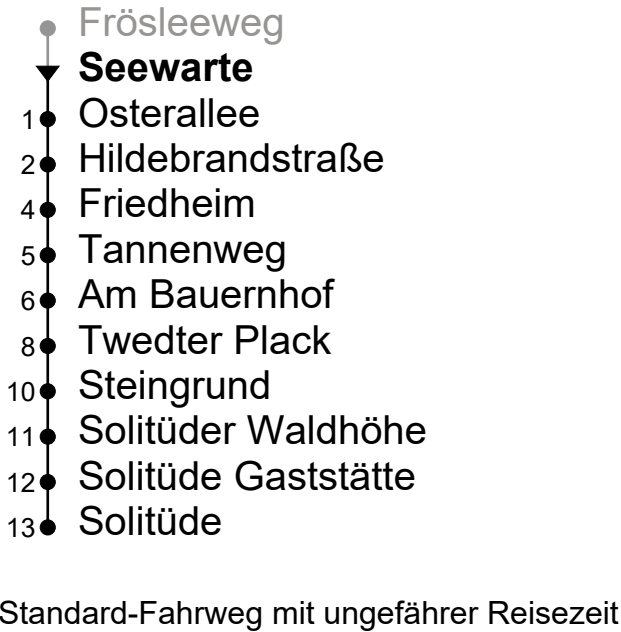 Frösleeweg
Seewarte
1 Osterallee
2 Hildebrandstraße
4 Friedheim
5 Tannenweg
6 Am Bauernhof
8 Twedter Plack
10 Steingrund
11 Solitüder Waldhöhe
12 Solitüde Gaststätte
13 Solitüde
Standard-Fahrweg mit ungefährer Reisezeit